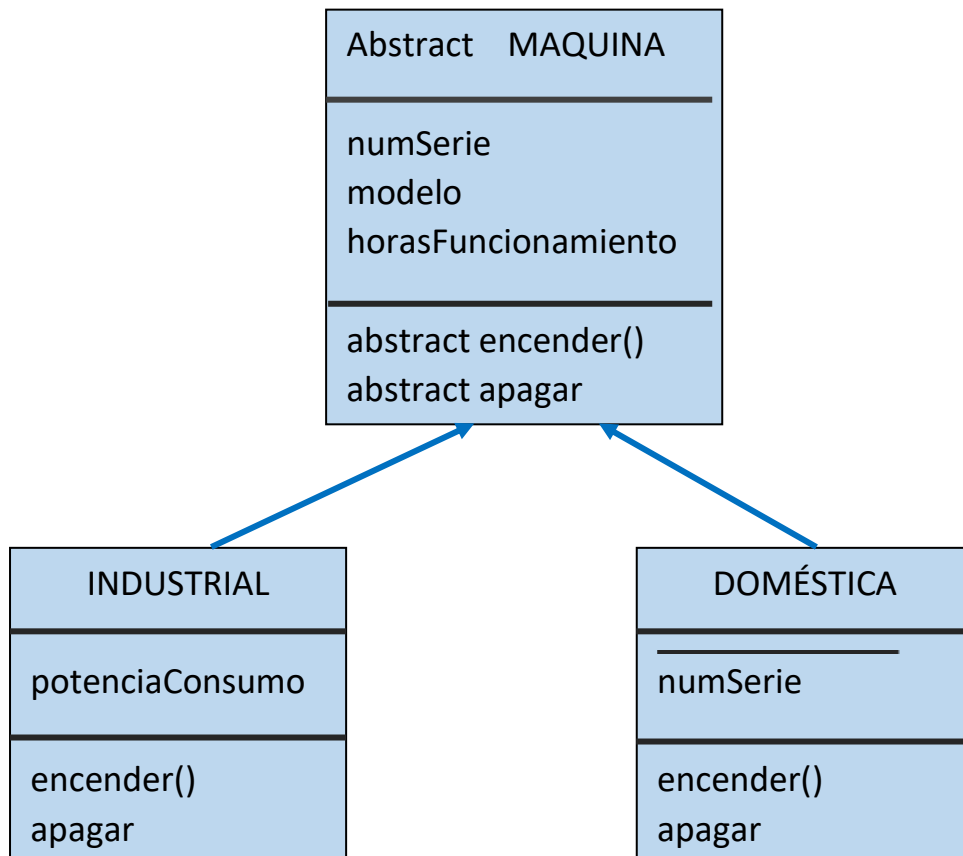 Abstract    MAQUINA
numSerie
modelo
horasFuncionamiento
abstract encender()
abstract apagar
INDUSTRIAL
potenciaConsumo
encender()
apagar
DOMÉSTICA
numSerie
encender()
apagar